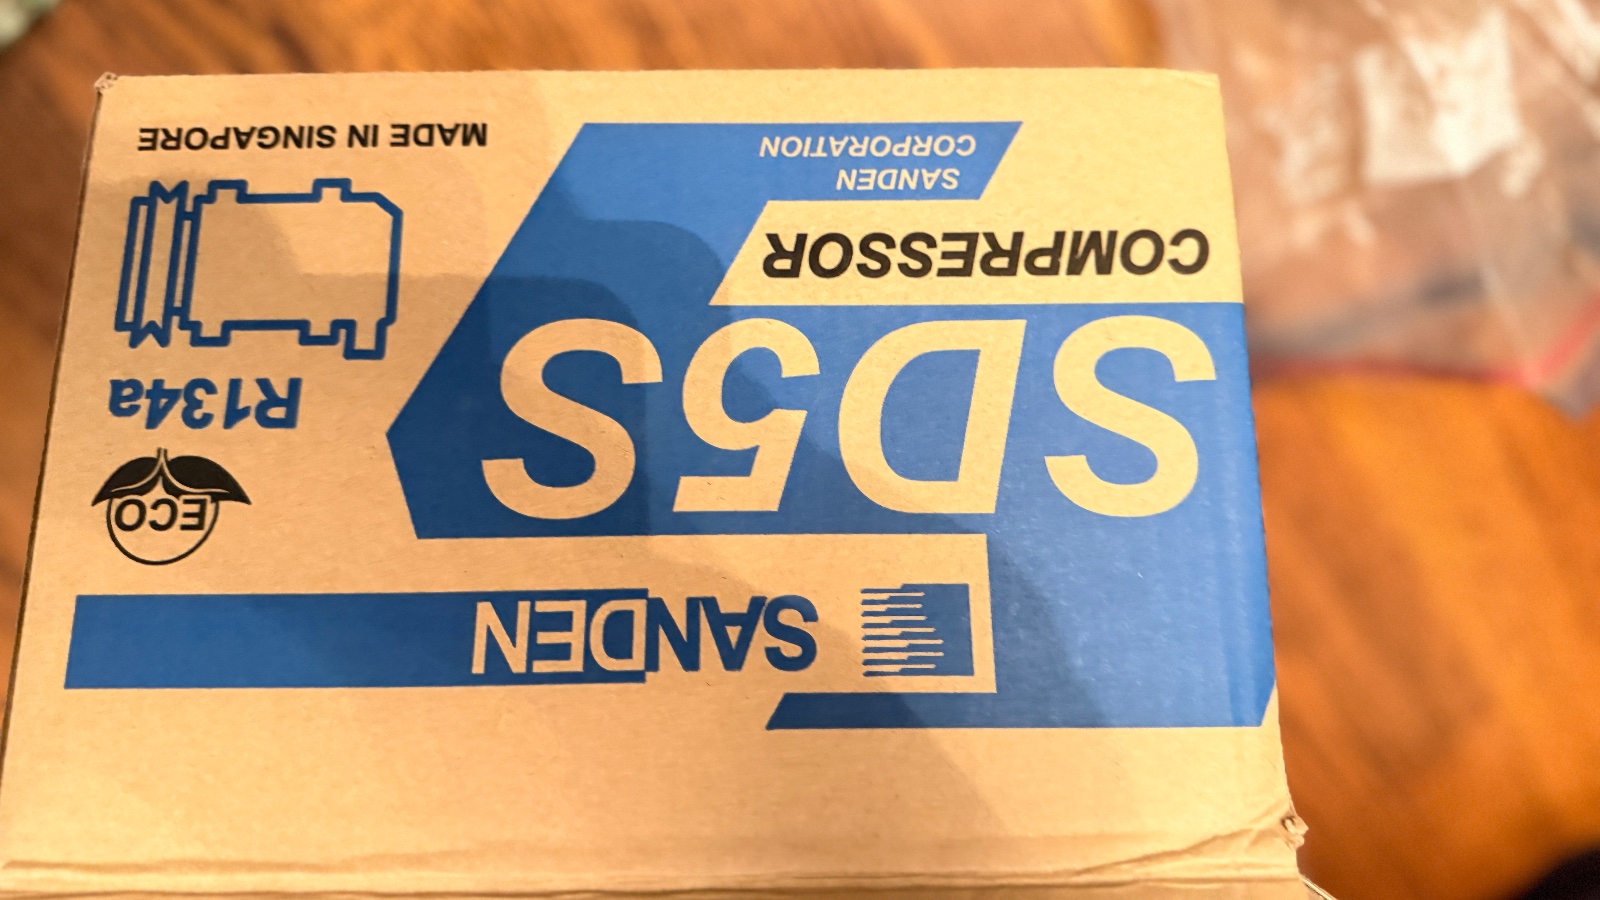 SANDEN
ECO
R134a
SD5S
COMPRESSOR
SANDEN
CORPORATION
MADE IN SINGAPORE